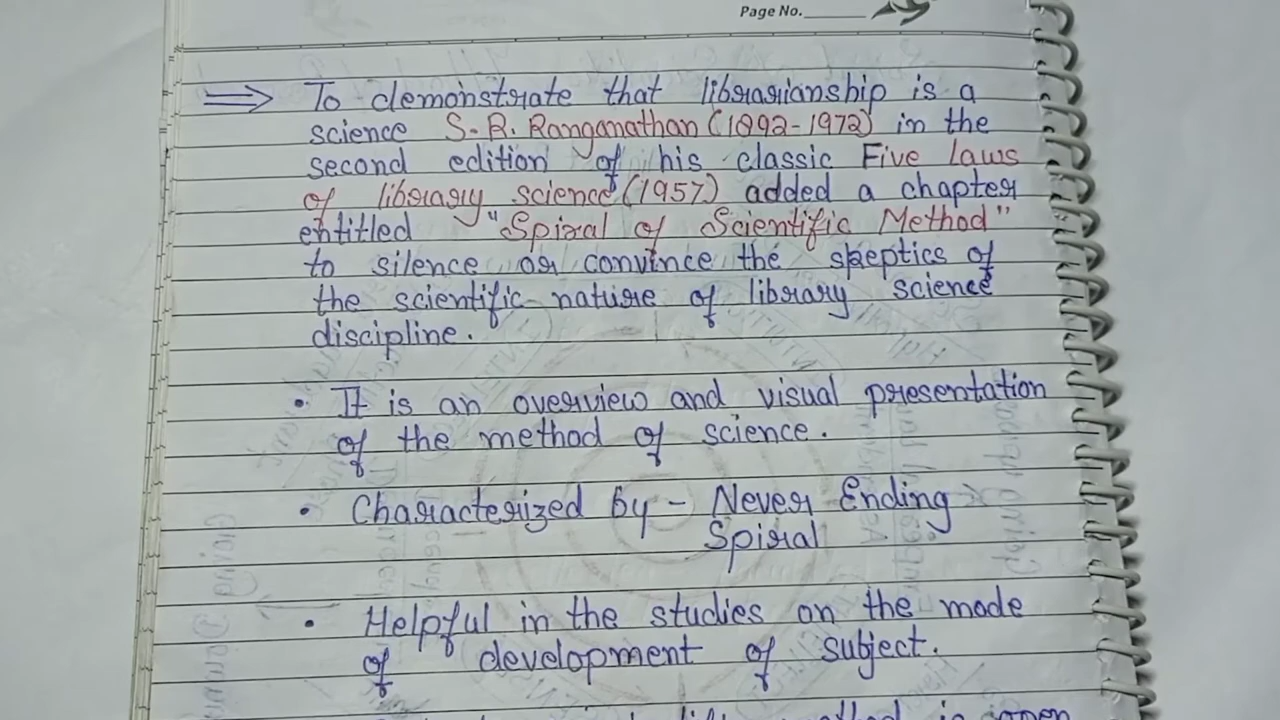 Page No.
⇒ To demonstrate that librarianship is a
science S. R. Ranganathan (1892-1972) in the
second edition of his classic Five laws
of library science (1957) added a chapter
entitled "Spiral of Scientific Method"
to silence or convince the skeptics of
the scientific nature of library science
discipline.
• It is an overview and visual presentation
of the method of science.
• Characterized by - Never Ending
Spiral
• Helpful in the studies on the mode
of development of subject.